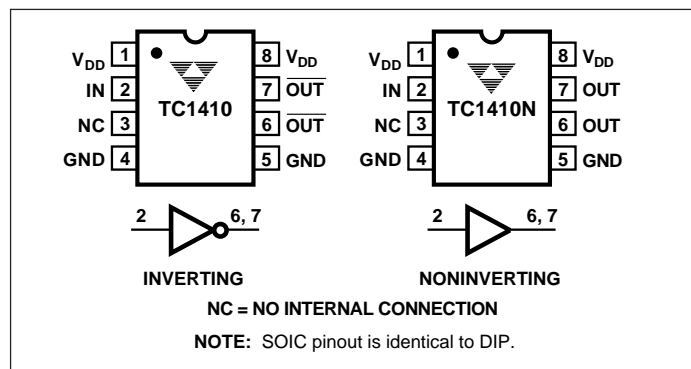 VDD 1 8 VDD 1 8 VDD
IN 2 7 OUT IN 2 7 OUT
TC1410 TC1410N
NC 3 6 OUT NC 3 6 OUT
GND 4 5 GND GND 4 5 GND
2 6, 7 2 6, 7
INVERTING NONINVERTING
NC = NO INTERNAL CONNECTION
NOTE: SOIC pinout is identical to DIP.